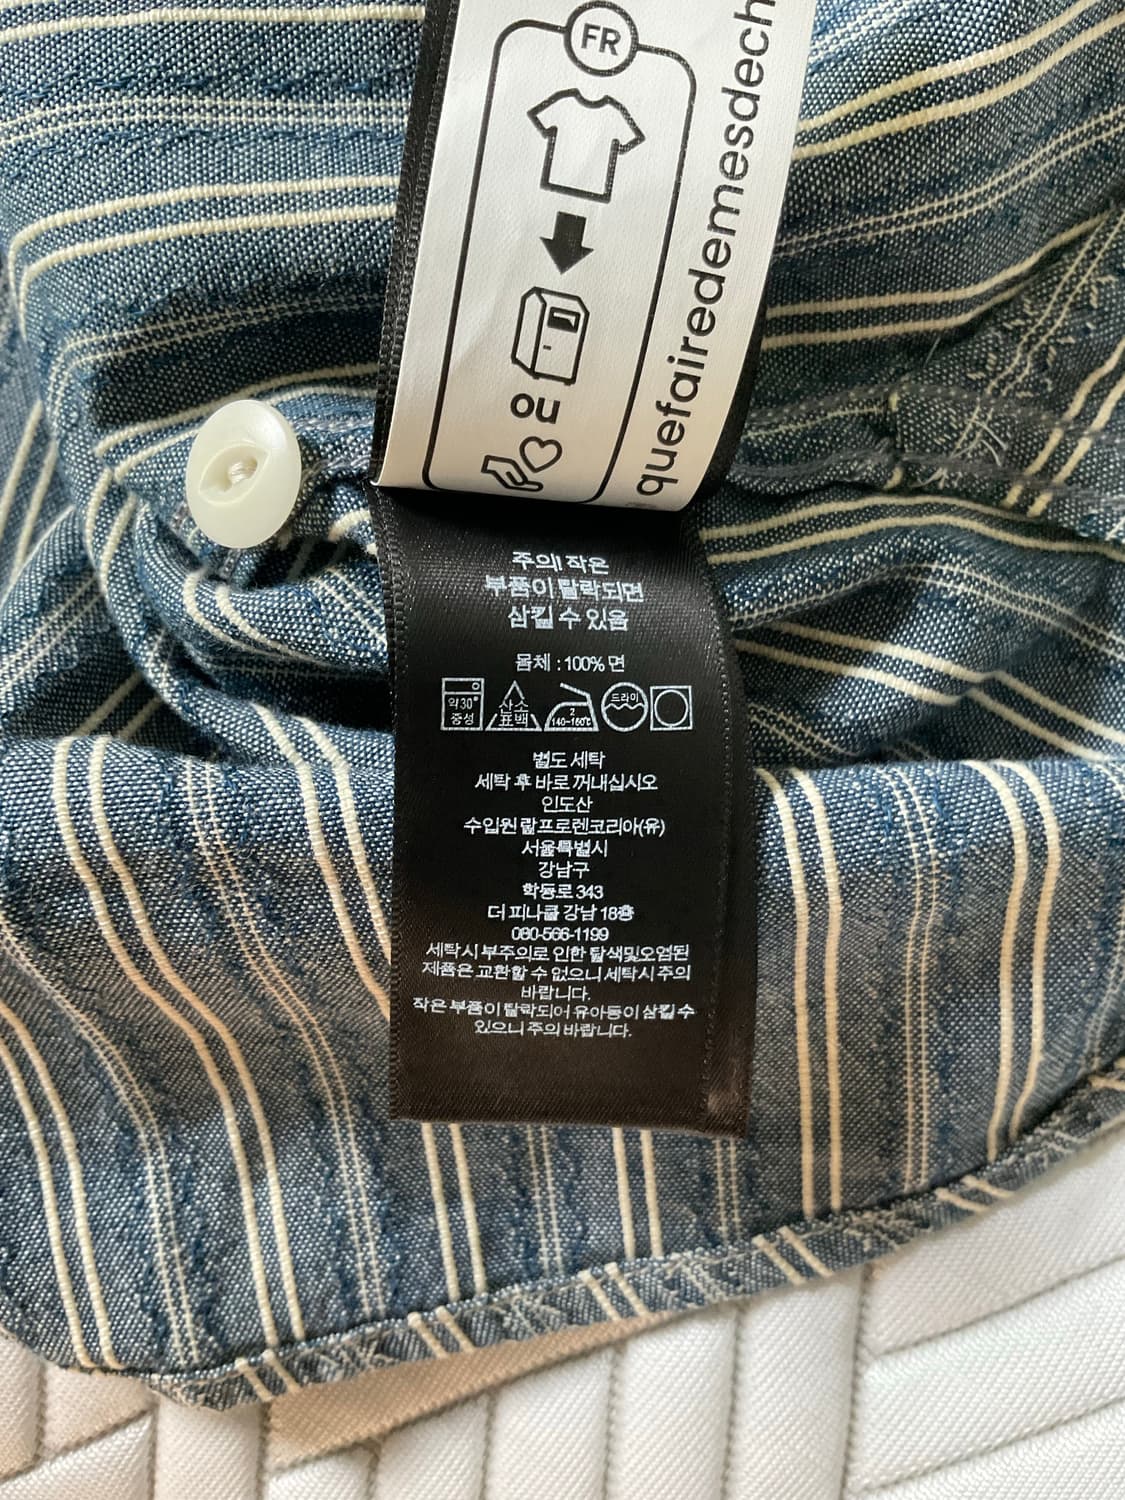 FR
OU
quefairedemesdech
주의! 작은
부품이 탈락되면
삼킬 수 있음
몸체 : 100% 면
약30°
중성
산소
표백
2
140~160℃
드라이
별도 세탁
세탁 후 바로 꺼내십시오
인도산
수입원 랄프로렌코리아(유)
서울특별시
강남구
학동로 343
더 피나클 강남 18층
080-566-1199
세탁시 부주의로 인한 탈색및오염된
제품은 교환할 수 없으니 세탁시 주의
바랍니다.
작은 부품이 탈락되어 유아등이 삼킬 수
있으니 주의 바랍니다.